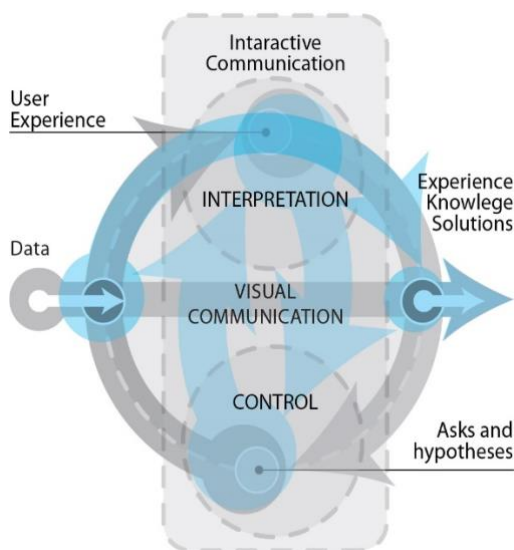 Intaractive
Communication
User
Experience
INTERPRETATION
Experience
Knowlege
Solutions
Data
VISUAL
COMMUNICATION
CONTROL
Asks and
hypotheses